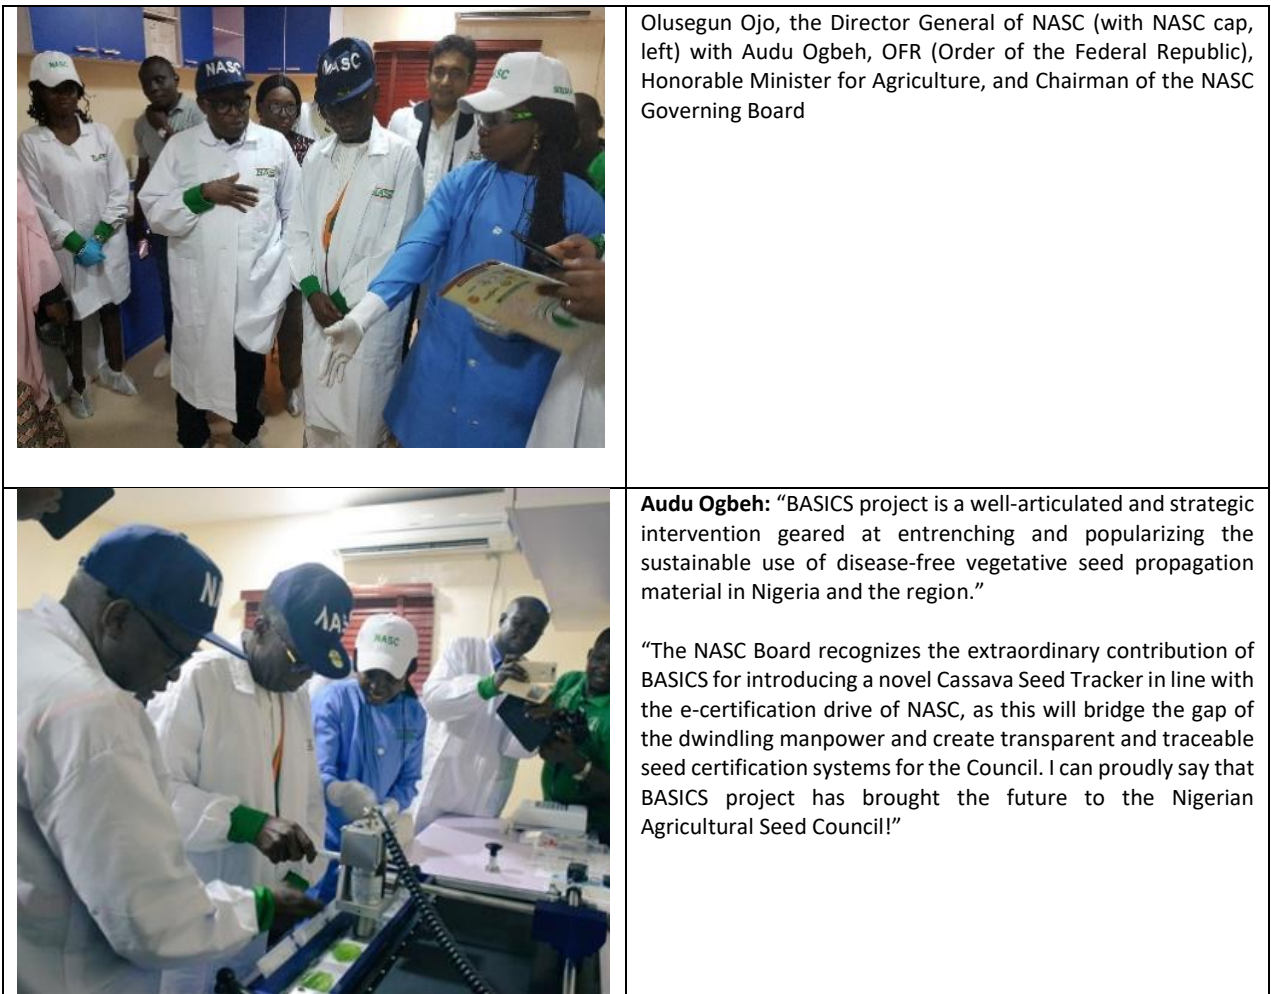 NASC
NASC
NASC
NASC
Olusegun Ojo, the Director General of NASC (with NASC cap,
left) with Audu Ogbeh, OFR (Order of the Federal Republic),
Honorable Minister for Agriculture, and Chairman of the NASC
Governing Board
NASC
Audu Ogbeh: “BASICS project is a well-articulated and strategic
intervention geared at entrenching and popularizing the
sustainable use of disease-free vegetative seed propagation
material in Nigeria and the region.”
“The NASC Board recognizes the extraordinary contribution of
BASICS for introducing a novel Cassava Seed Tracker in line with
the e-certification drive of NASC, as this will bridge the gap of
the dwindling manpower and create transparent and traceable
seed certification systems for the Council. I can proudly say that
BASICS project has brought the future to the Nigerian
Agricultural Seed Council!”